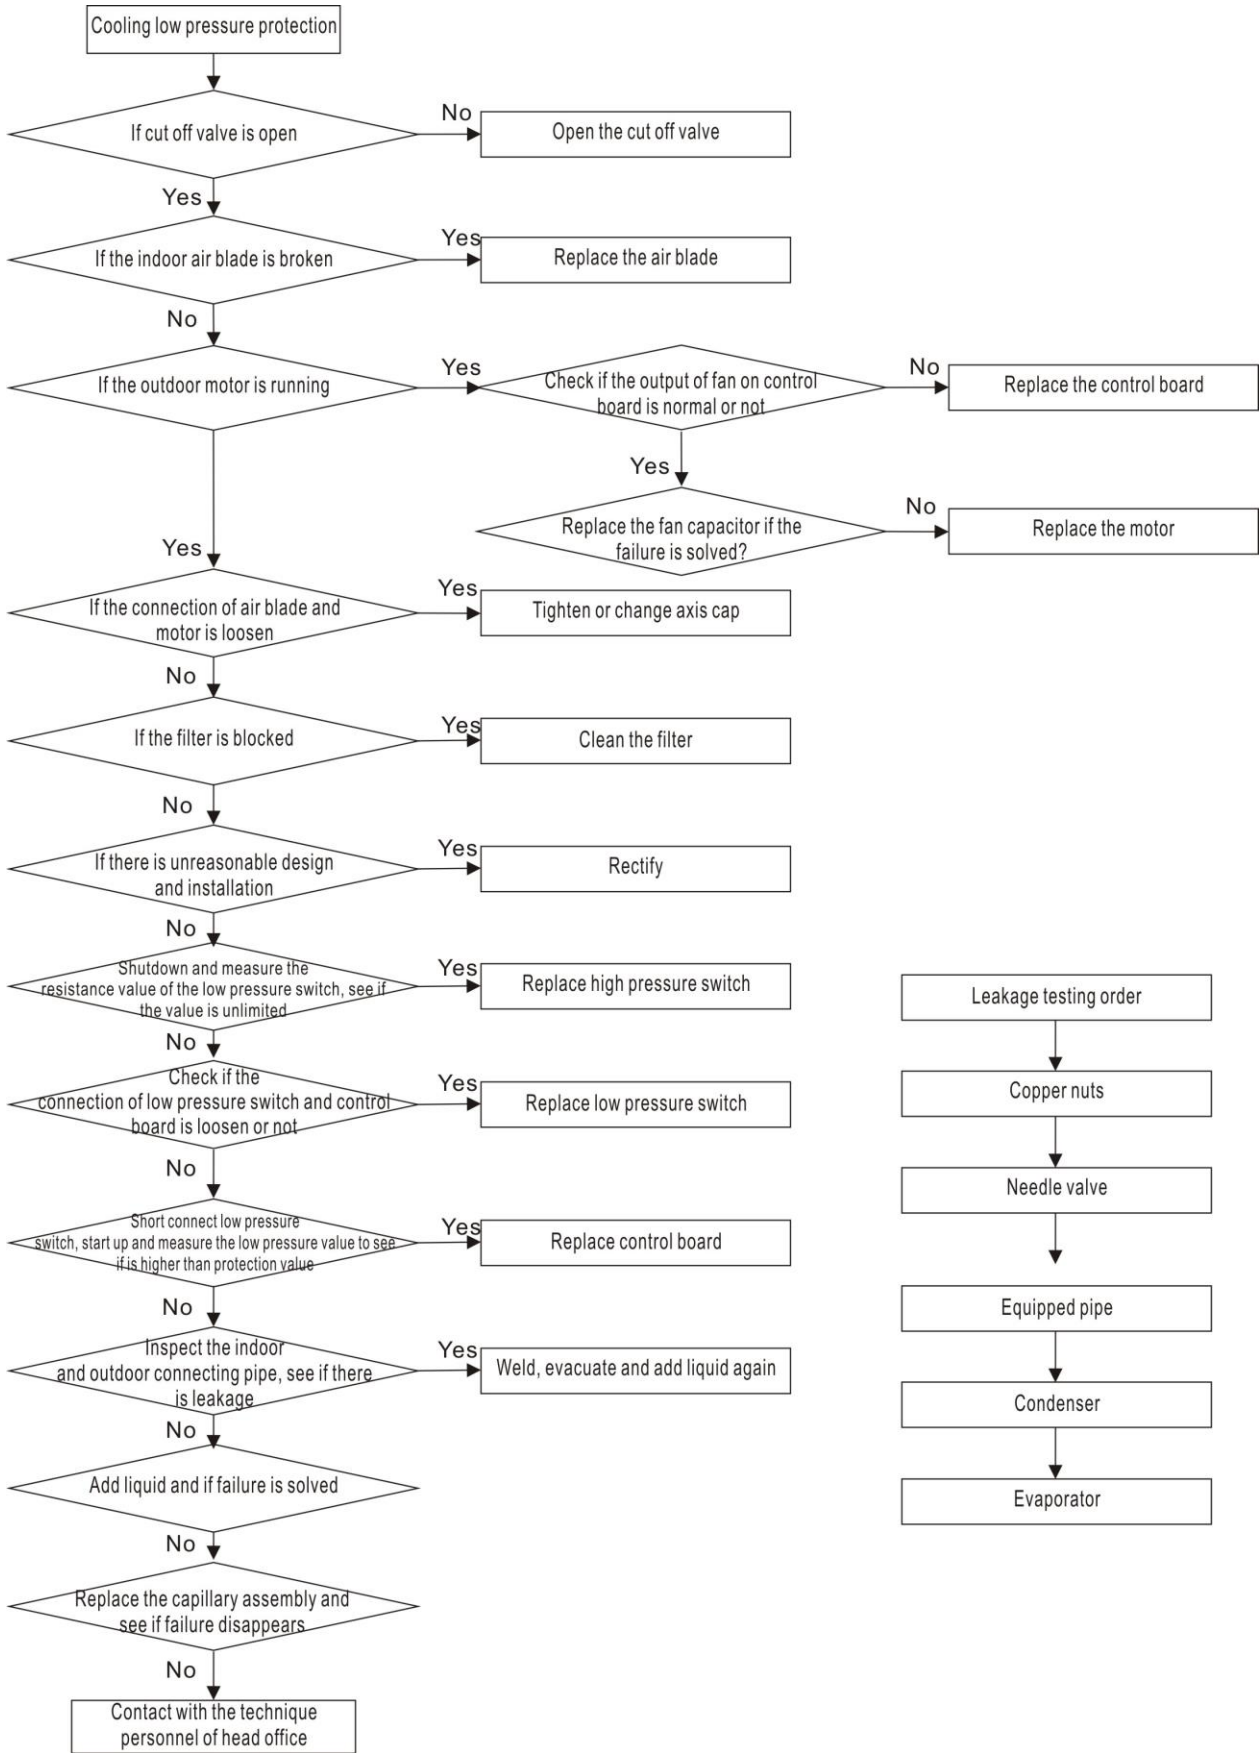 Cooling low pressure protection
If cut off valve is open
No
Open the cut off valve
Yes
If the indoor air blade is broken
Yes
Replace the air blade
No
If the outdoor motor is running
Yes
Check if the output of fan on control
board is normal or not
No
Replace the control board
Yes
Replace the fan capacitor if the
failure is solved?
No
Replace the motor
Yes
If the connection of air blade and
motor is loosen
Yes
Tighten or change axis cap
No
If the filter is blocked
Yes
Clean the filter
No
If there is unreasonable design
and installation
Yes
Rectify
No
Shutdown and measure the
resistance value of the low pressure switch, see if
the value is unlimited
Yes
Replace high pressure switch
No
Check if the
connection of low pressure switch and control
board is loosen or not
Yes
Replace low pressure switch
No
Short connect low pressure
switch, start up and measure the low pressure value to see
if is higher than protection value
Yes
Replace control board
No
Inspect the indoor
and outdoor connecting pipe, see if there
is leakage
Yes
Weld, evacuate and add liquid again
No
Add liquid and if failure is solved
No
Replace the capillary assembly and
see if failure disappears
No
Contact with the technique
personnel of head office
Leakage testing order
Copper nuts
Needle valve
Equipped pipe
Condenser
Evaporator